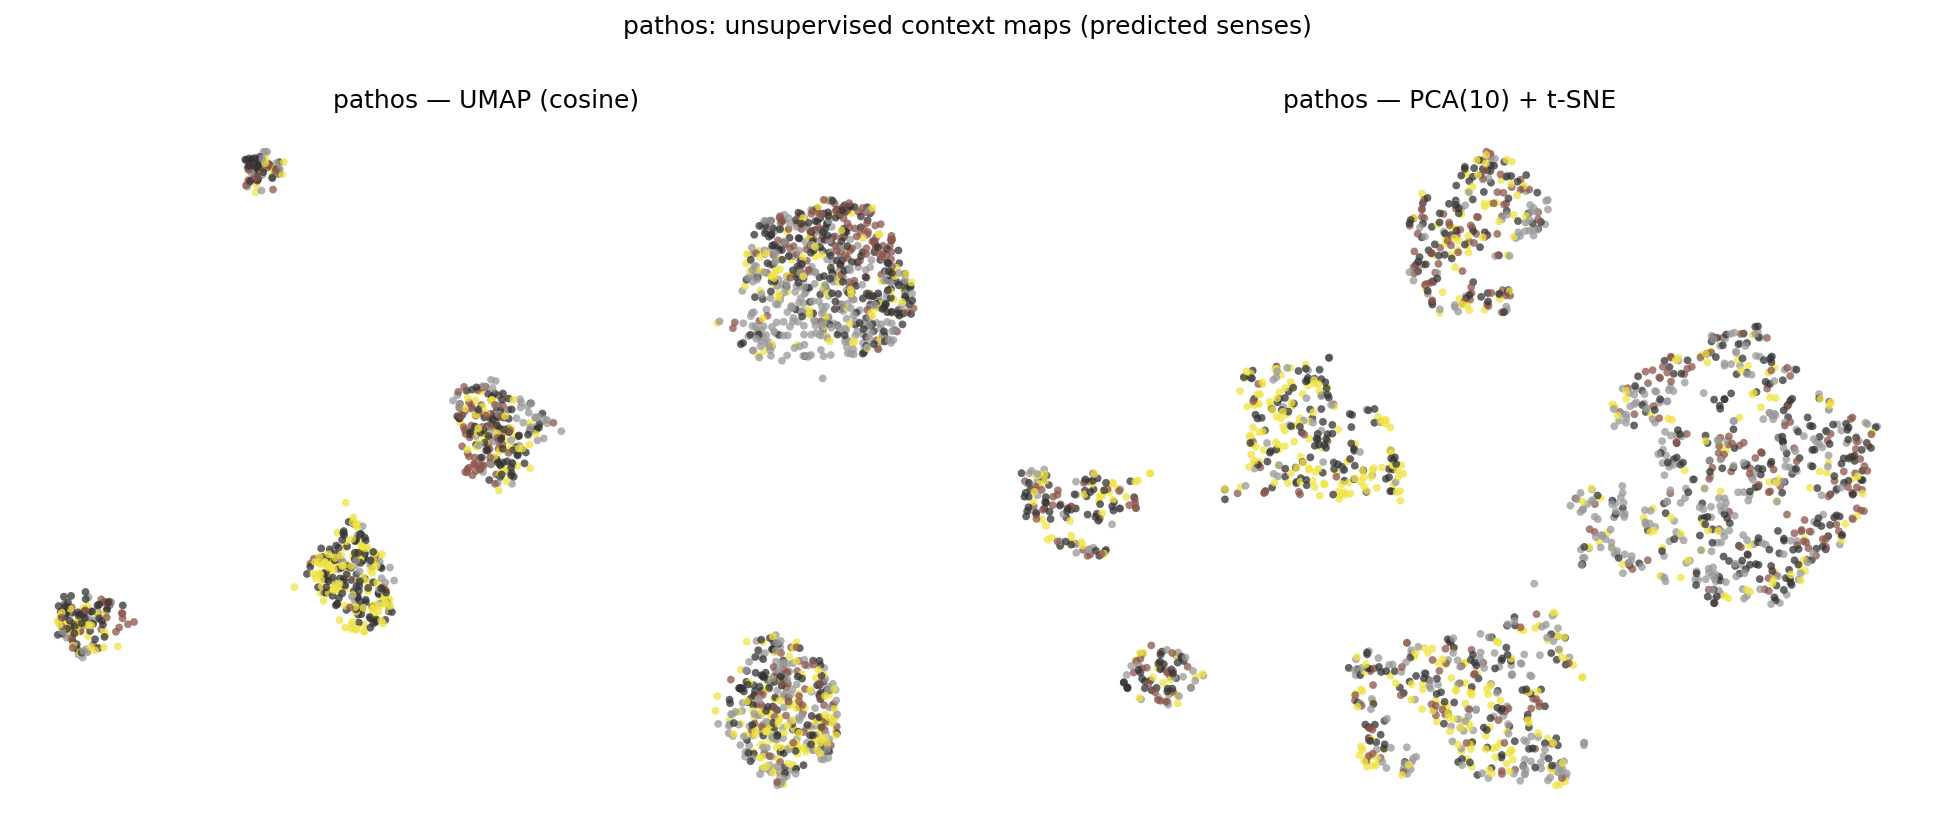 pathos: unsupervised context maps (predicted senses)
pathos — UMAP (cosine)
pathos — PCA(10) + t-SNE